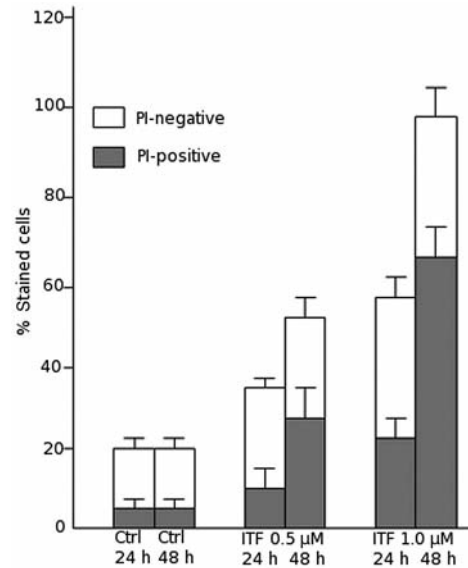 120
100
80
60
40
20
0
% Stained cells
PI-negative
PI-positive
Ctrl Ctrl ITF 0.5 μM ITF 1.0 μM
24 h 48 h 24 h 48 h 24 h 48 h